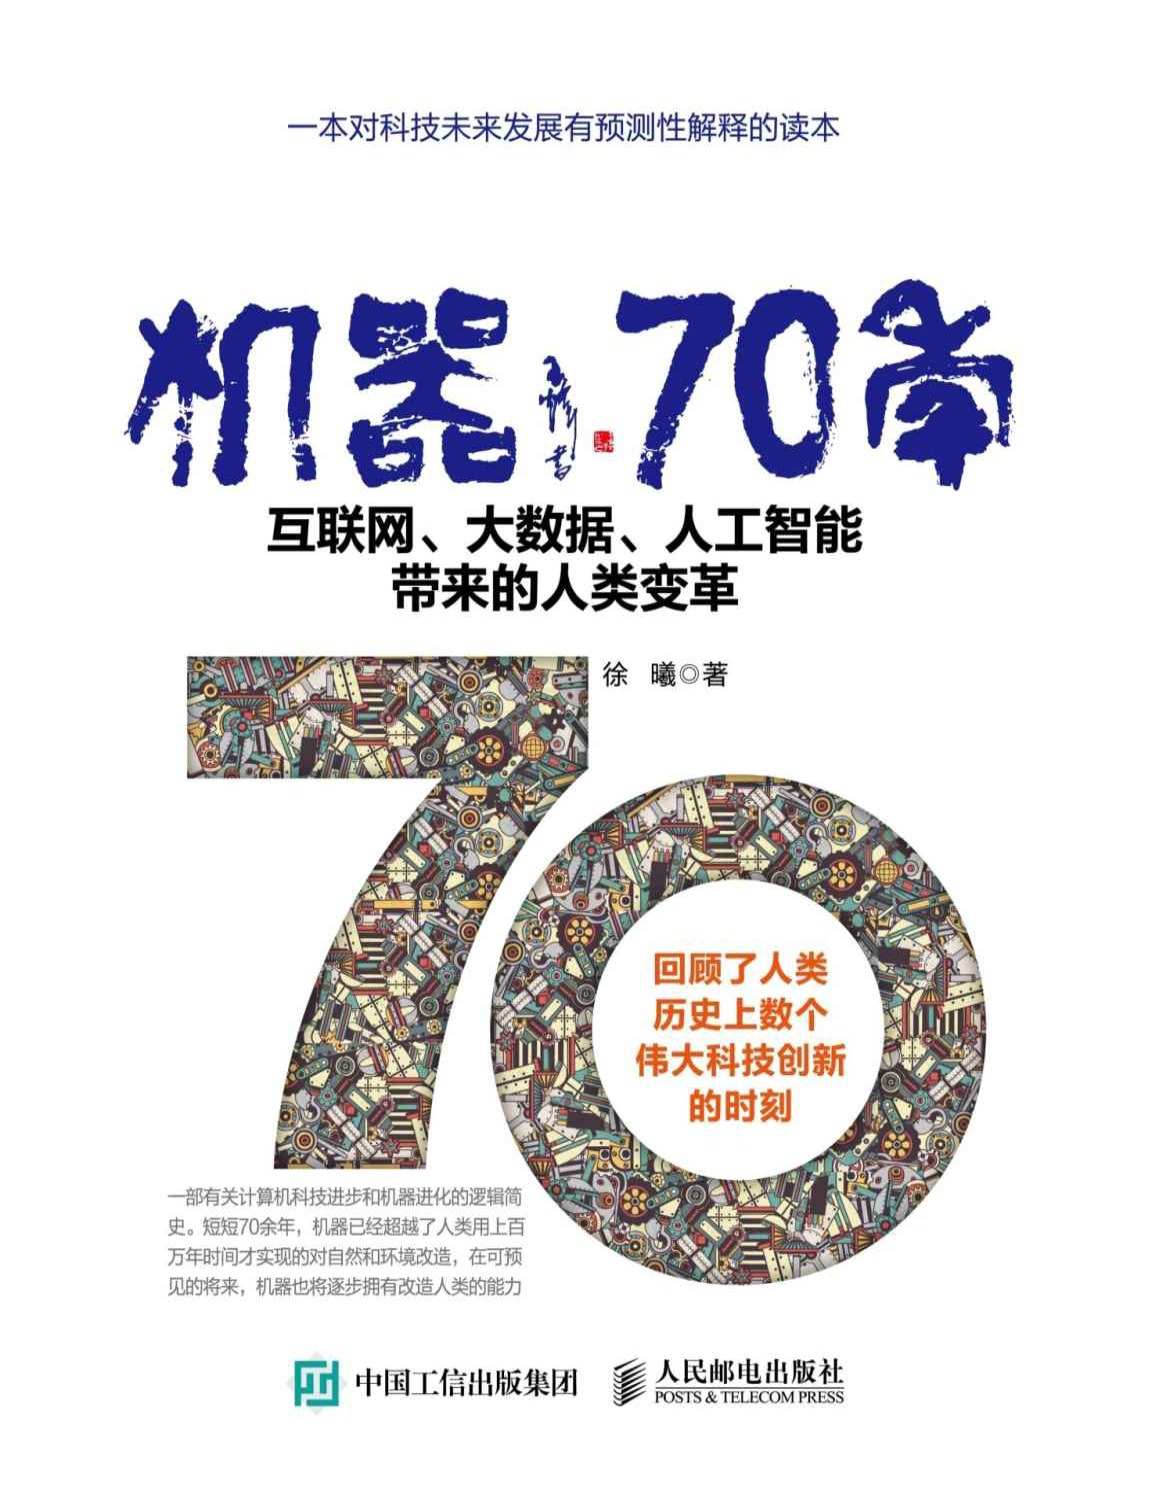 一本对科技未来发展有预测性解释的读本
机器70年
互联网、大数据、人工智能
带来的人类变革
徐 曦◎著
回顾了人类
历史上数个
伟大科技创新
的时刻
一部有关计算机科技进步和机器进化的逻辑简
史。短短70余年，机器已经超越了人类用上百
万年时间才实现的对自然和环境改造，在可预
见的将来，机器也将逐步拥有改造人类的能力
中国工信出版集团
人民邮电出版社
POSTS & TELECOM PRESS